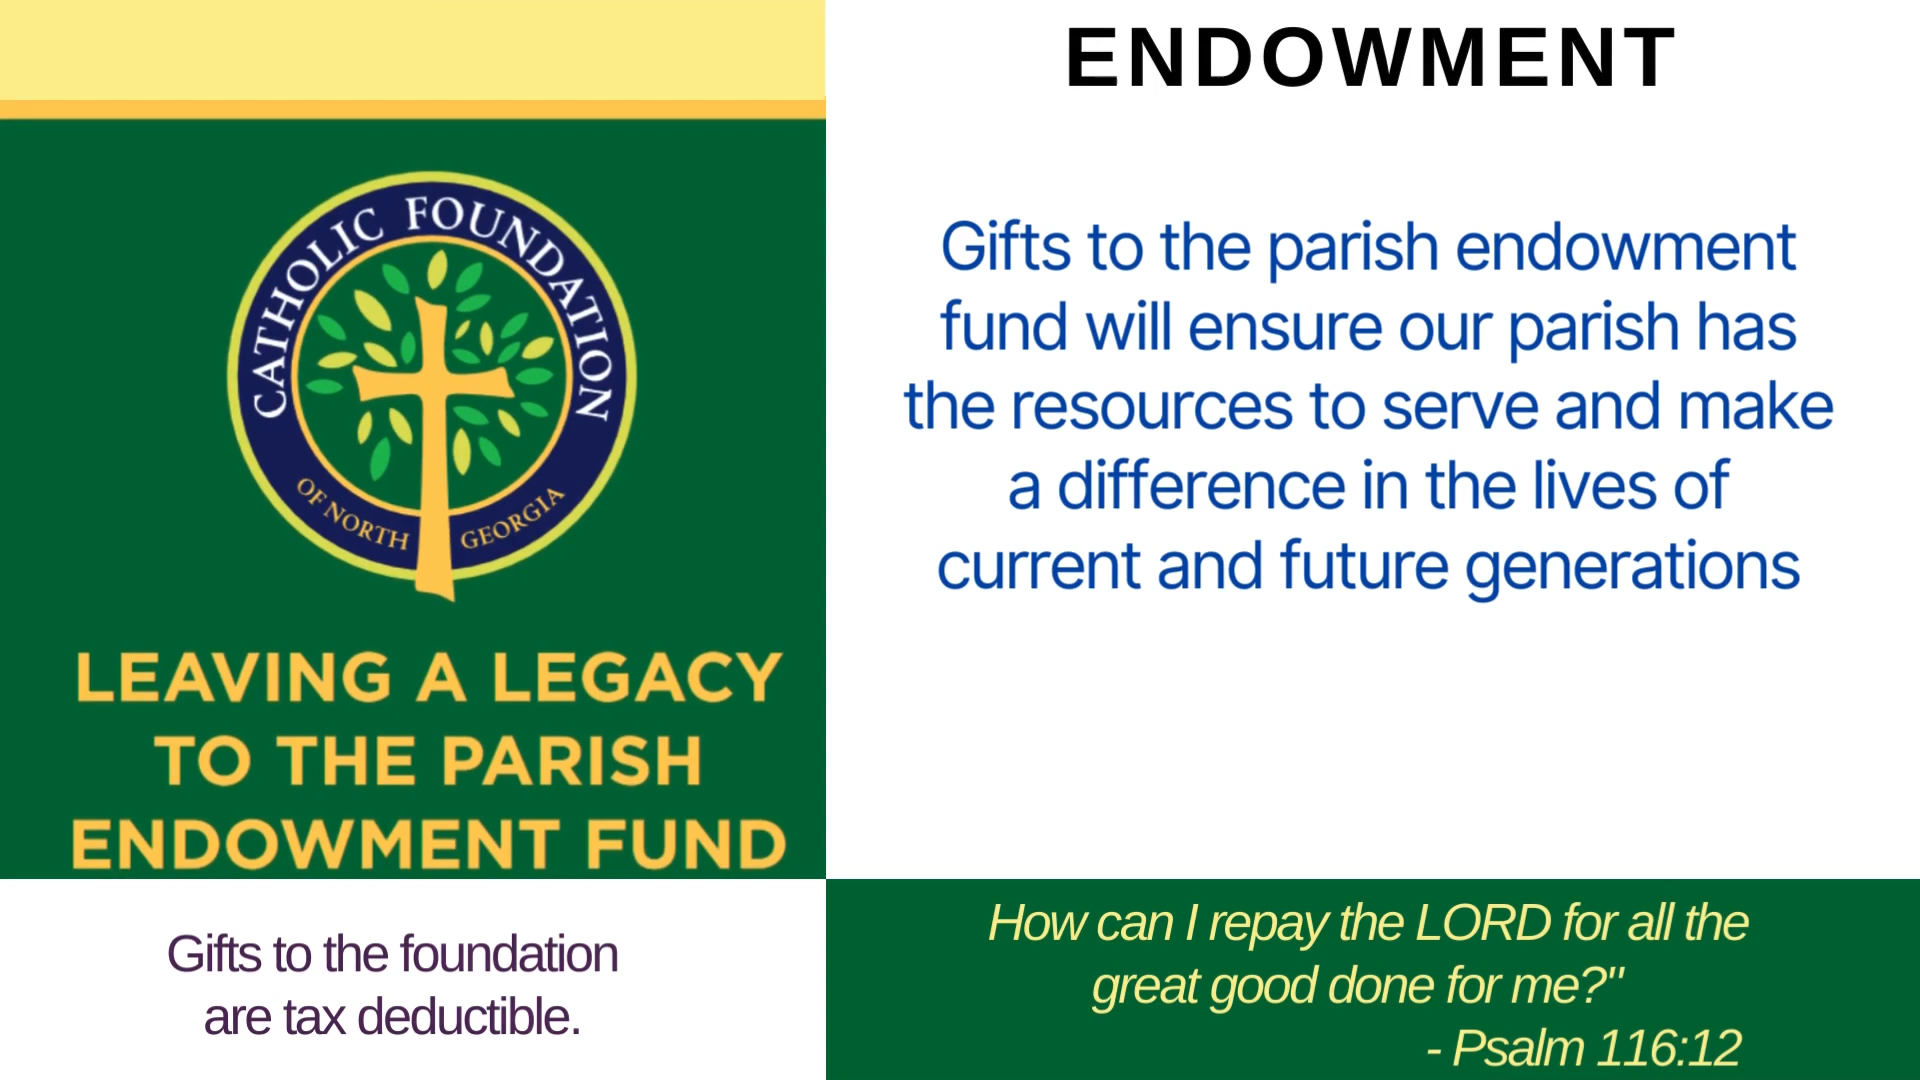 CATHOLIC FOUNDATION
OF NORTH GEORGIA
LEAVING A LEGACY
TO THE PARISH
ENDOWMENT FUND
Gifts to the foundation
are tax deductible.
ENDOWMENT
Gifts to the parish endowment
fund will ensure our parish has
the resources to serve and make
a difference in the lives of
current and future generations
How can I repay the LORD for all the
great good done for me?"
- Psalm 116:12